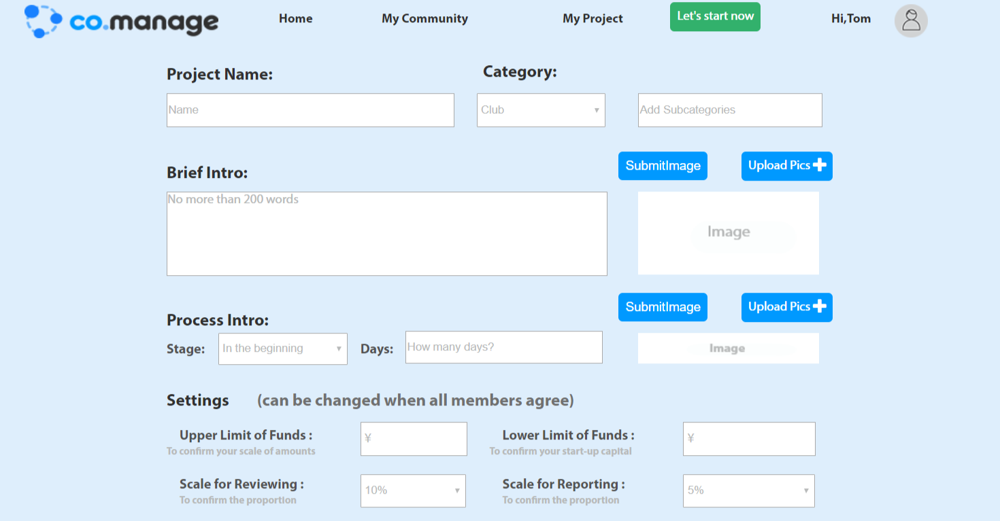 co.manage
Home
My Community
My Project
Let's start now
Hi,Tom
Project Name:
Category:
Name
Club
Add Subcategories
SubmitImage
Upload Pics
Brief Intro:
No more than 200 words
Image
SubmitImage
Upload Pics
Process Intro:
Stage:
In the beginning
Days:
How many days?
Image
Settings (can be changed when all members agree)
Upper Limit of Funds :
To confirm your scale of amounts
¥
Lower Limit of Funds :
To confirm your start-up capital
¥
Scale for Reviewing :
To confirm the proportion
10%
Scale for Reporting :
To confirm the proportion
5%